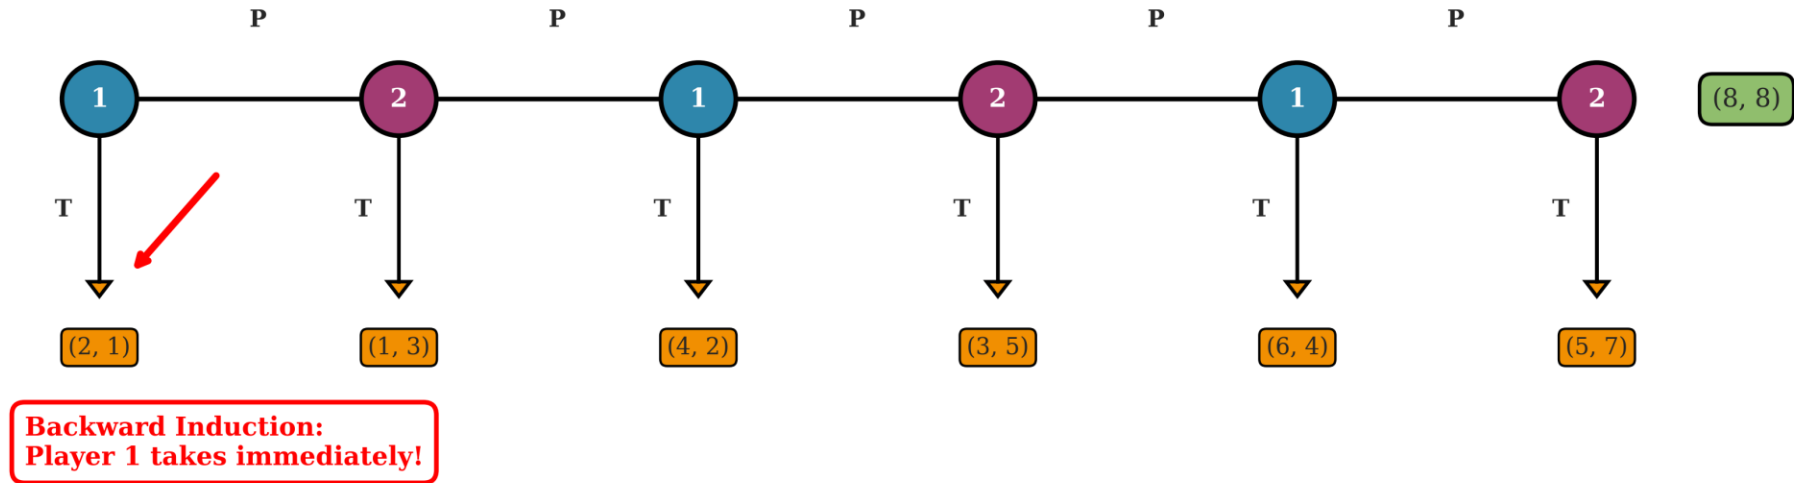 P P P P P
1 2 1 2 1 2 (8, 8)
T T T T T T
(2, 1) (1, 3) (4, 2) (3, 5) (6, 4) (5, 7)
Backward Induction:
Player 1 takes immediately!